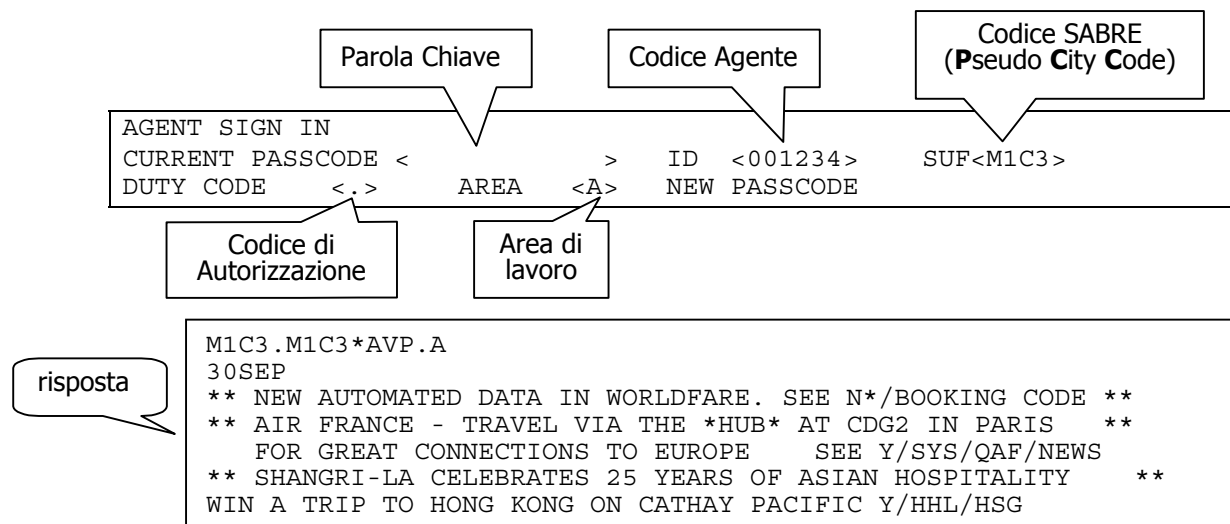 Parola Chiave
Codice Agente
Codice SABRE
(Pseudo City Code)
AGENT SIGN IN
CURRENT PASSCODE <            >   ID  <001234>    SUF<M1C3>
DUTY CODE    <.>     AREA    <A>   NEW PASSCODE
Codice di
Autorizzazione
Area di
lavoro
risposta
M1C3.M1C3*AVP.A
30SEP
** NEW AUTOMATED DATA IN WORLDFARE. SEE N*/BOOKING CODE **
** AIR FRANCE - TRAVEL VIA THE *HUB* AT CDG2 IN PARIS   **
FOR GREAT CONNECTIONS TO EUROPE    SEE Y/SYS/QAF/NEWS
** SHANGRI-LA CELEBRATES 25 YEARS OF ASIAN HOSPITALITY    **
WIN A TRIP TO HONG KONG ON CATHAY PACIFIC Y/HHL/HSG